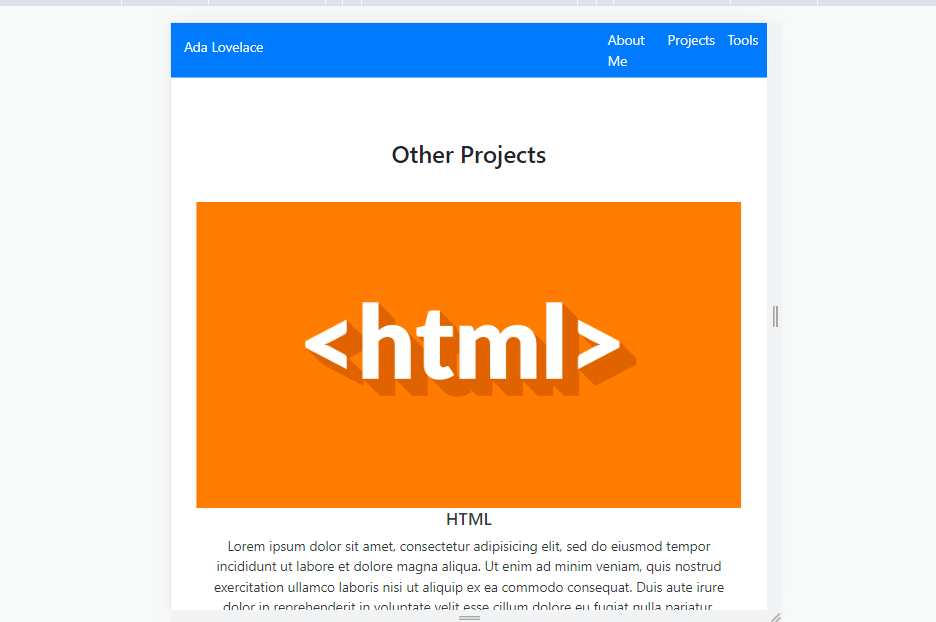 Ada Lovelace
About
Me
Projects
Tools
Other Projects
<html>
HTML
Lorem ipsum dolor sit amet, consectetur adipisicing elit, sed do eiusmod tempor
incididunt ut labore et dolore magna aliqua. Ut enim ad minim veniam, quis nostrud
exercitation ullamco laboris nisi ut aliquip ex ea commodo consequat. Duis aute irure
dolor in reprehenderit in voluptate velit esse cillum dolore eu fugiat nulla pariatur.